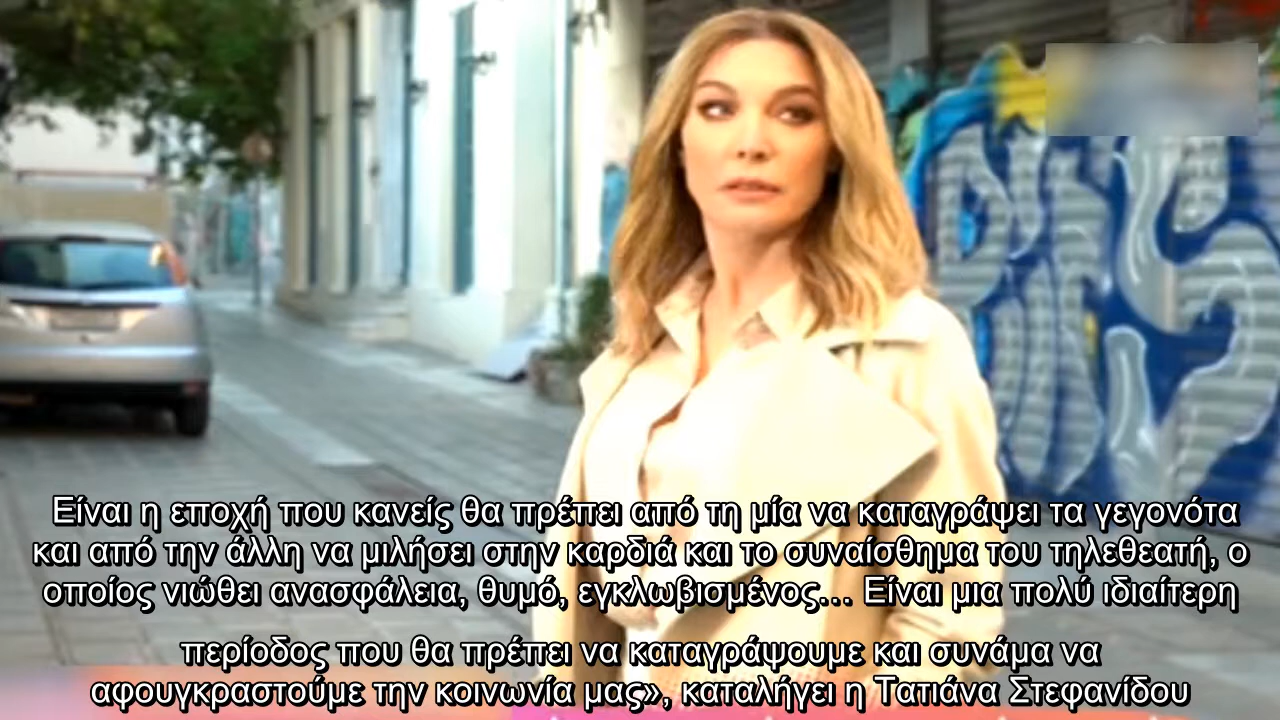 Είναι η εποχή που κανείς θα πρέπει από τη μία να καταγράψει τα γεγονότα
και από την άλλη να μιλήσει στην καρδιά και το συναίσθημα του τηλεθεατή, ο
οποίος νιώθει ανασφάλεια, θυμό, εγκλωβισμένος... Είναι μια πολύ ιδιαίτερη
περίοδος που θα πρέπει να καταγράψουμε και συνάμα να
αφουγκραστούμε την κοινωνία μας», καταλήγει η Τατιάνα Στεφανίδου